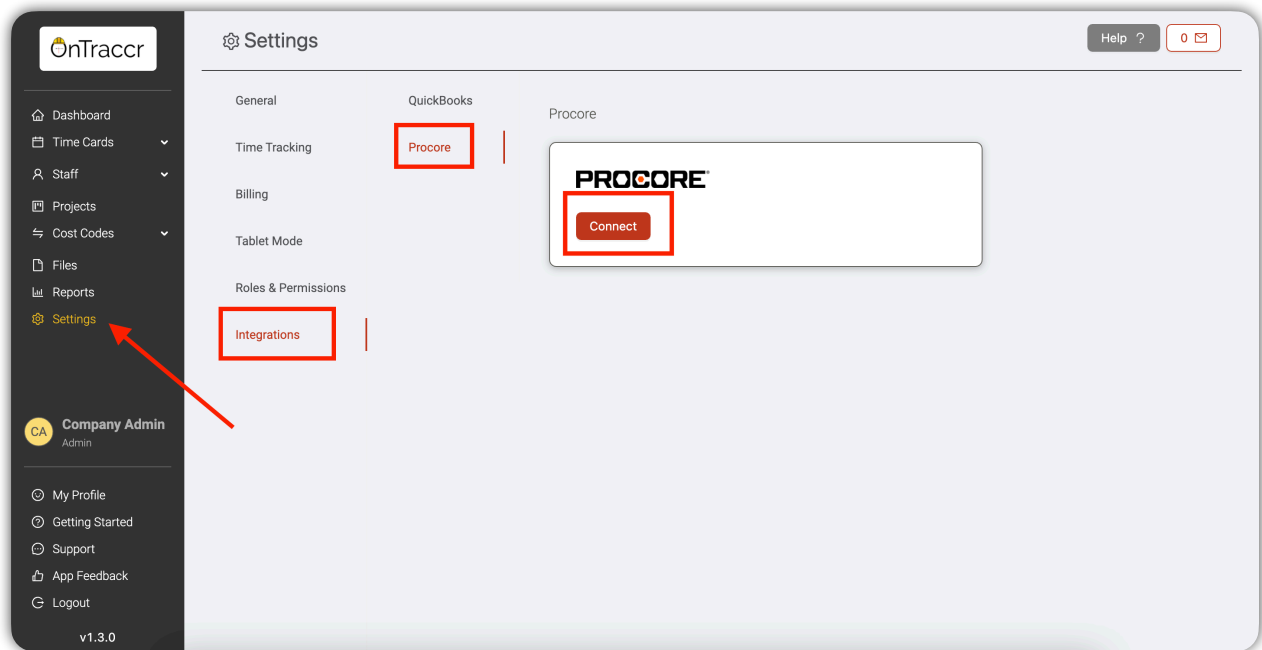 OnTraccr
Dashboard
Time Cards
Staff
Projects
Cost Codes
Files
Reports
Settings
CA
Company Admin
Admin
My Profile
Getting Started
Support
App Feedback
Logout
v1.3.0
Settings
Help ?
0
General
Time Tracking
Billing
Tablet Mode
Roles & Permissions
Integrations
QuickBooks
Procore
Procore
PROCORE
Connect